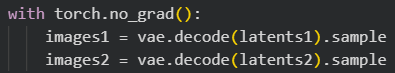 with torch.no_grad():
    images1 = vae.decode(latents1).sample
    images2 = vae.decode(latents2).sample